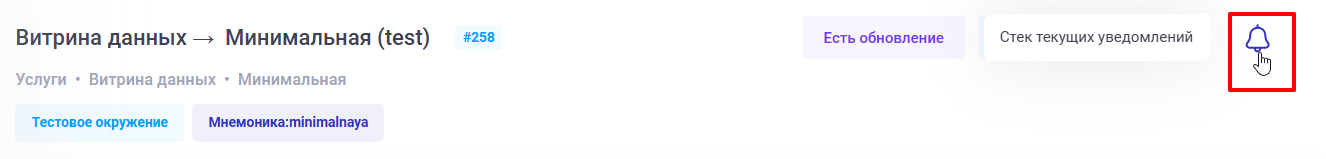 Витрина данных → Минимальная (test) #258 Есть обновление Стек текущих уведомлений
Услуги • Витрина данных • Минимальная
Тестовое окружение Мнемоника:minimalnaya